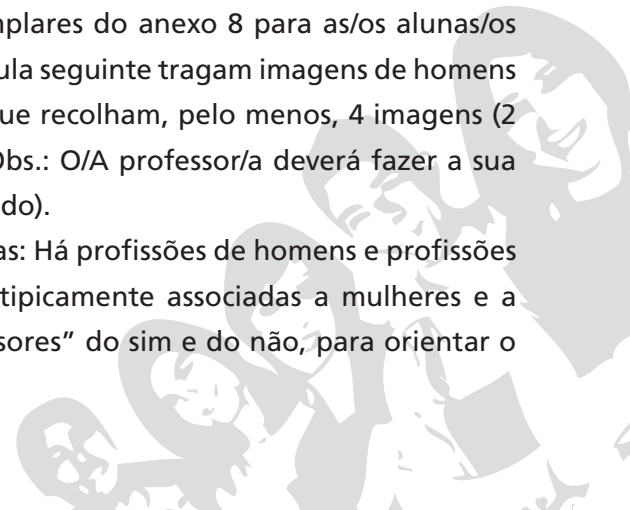 plares do anexo 8 para as/os alunas/os
ula seguinte tragam imagens de homens
ue recolham, pelo menos, 4 imagens (2
Obs.: O/A professor/a deverá fazer a sua
do).
as: Há profissões de homens e profissões
tipicamente associadas a mulheres e a
sores” do sim e do não, para orientar o